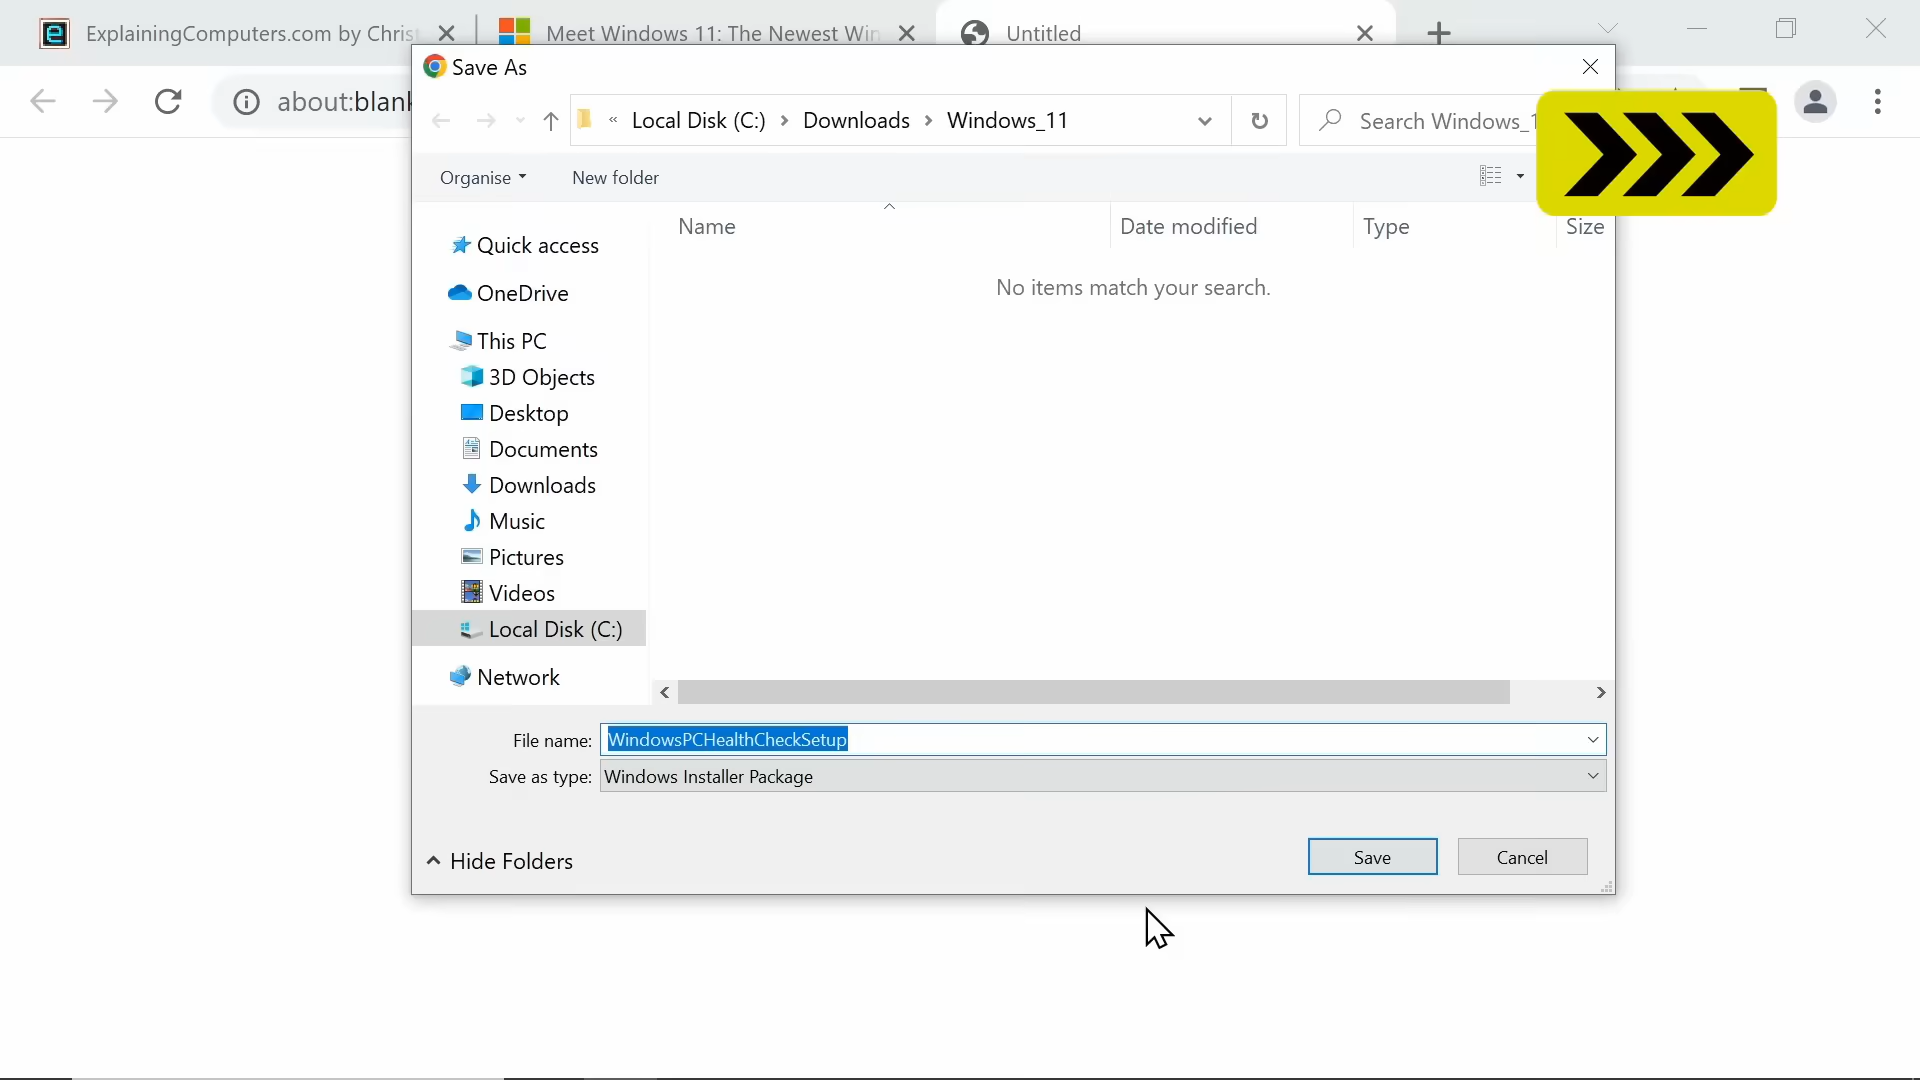 ExplainingComputers.com by Chris
Meet Windows 11: The Newest Win
Untitled
about:blank
Save As
« Local Disk (C:) › Downloads › Windows_11
Search Windows_1
Organise
New folder
Name
Date modified
Type
Size
No items match your search.
Quick access
OneDrive
This PC
3D Objects
Desktop
Documents
Downloads
Music
Pictures
Videos
Local Disk (C:)
Network
File name: WindowsPCHealthCheckSetup
Save as type: Windows Installer Package
Hide Folders
Save
Cancel